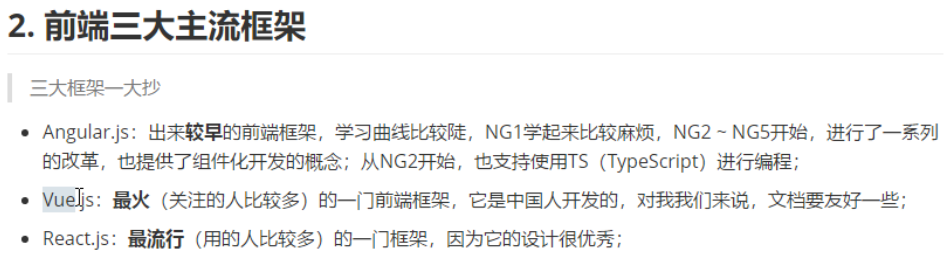 2. 前端三大主流框架
三大框架一大抄
Angular.js：出来较早的前端框架，学习曲线比较陡，NG1学起来比较麻烦，NG2 ~ NG5开始，进行了一系列
的改革，也提供了组件化开发的概念；从NG2开始，也支持使用TS（TypeScript）进行编程；
Vue.js：最火（关注的人比较多）的一门前端框架，它是中国人开发的，对我我们来说，文档要友好一些；
React.js：最流行（用的人比较多）的一门框架，因为它的设计很优秀；